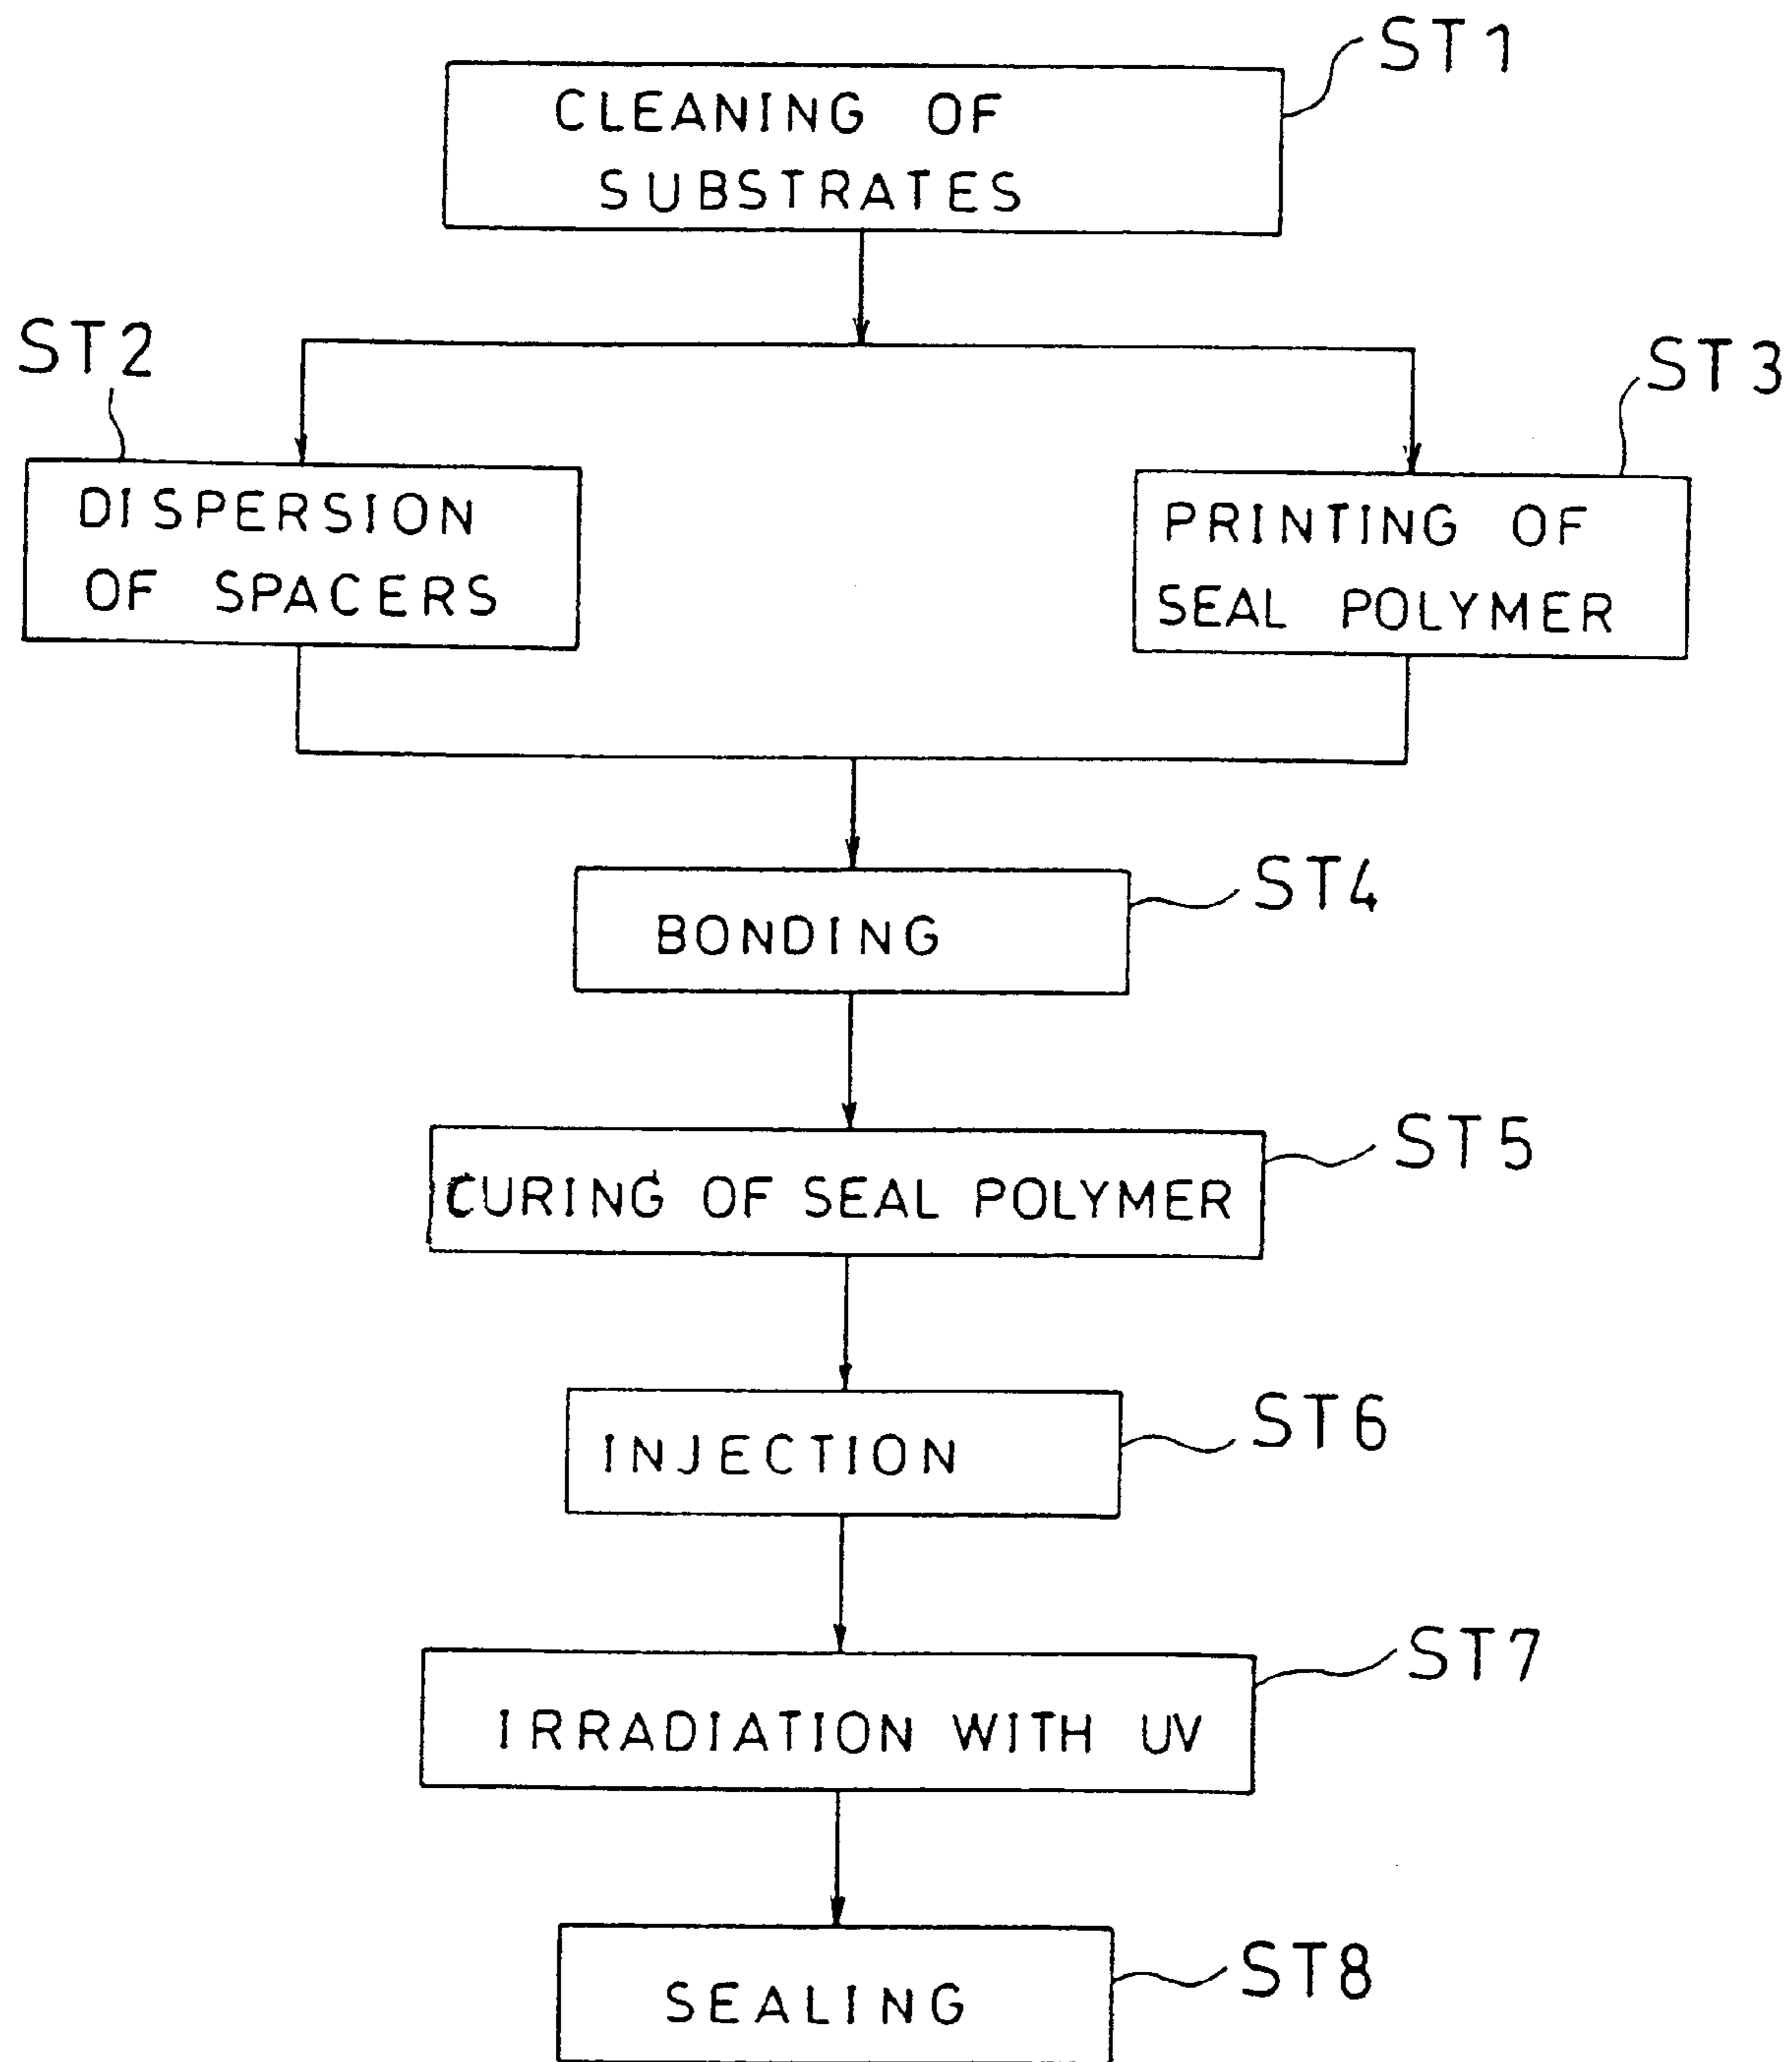 ST1
CLEANING OF
SUBSTRATES
ST2
ST3
DISPERSION
OF SPACERS
PRINTING OF
SEAL POLYMER
ST4
BONDING
ST5
CURING OF SEAL POLYMER
ST6
INJECTION
ST7
IRRADIATION WITH UV
ST8
SEALING